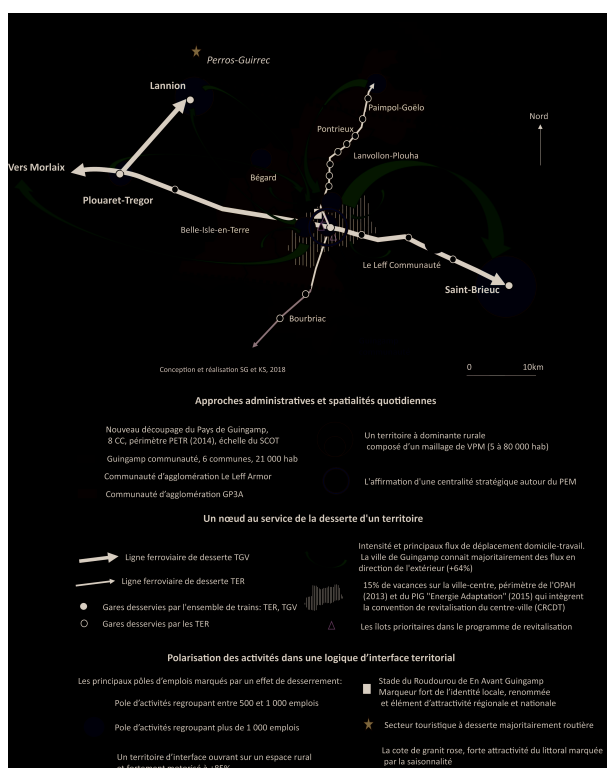 Perros-Guirrec
Lannion
Paimpol-Goëlo
Nord
Pontrieux
Lanvollon-Plouha
Vers Morlaix
Bégard
Plouaret-Tregor
Belle-Isle-en-Terre
Le Leff Communauté
Saint-Brieuc
Bourbriac
Conception et réalisation SG et KS, 2018
0 10km
Approches administratives et spatialités quotidiennes
Nouveau découpage du Pays de Guingamp,
8 CC, périmètre PETR (2014), échelle du SCOT
Guingamp communauté, 6 communes, 21 000 hab
Communauté d'agglomération Le Leff Armor
Communauté d'agglomération GP3A
Un territoire à dominante rurale
composé d'un maillage de VPM (5 à 80 000 hab)
L'affirmation d'une centralité stratégique autour du PEM
Un nœud au service de la desserte d'un territoire
Ligne ferroviaire de desserte TGV
Ligne ferroviaire de desserte TER
Gares desservies par l'ensemble de trains: TER, TGV
Gares desservies par les TER
Intensité et principaux flux de déplacement domicile-travail.
La ville de Guingamp connait majoritairement des flux en
direction de l'extérieur (+64%)
15% de vacances sur la ville-centre, périmètre de l'OPAH
(2013) et du PIG "Energie Adaptation" (2015) qui intègrent
la convention de revitalisation du centre-ville (CRCDT)
Les îlots prioritaires dans le programme de revitalisation
Polarisation des activités dans une logique d'interface territorial
Les principaux pôles d'emplois marqués par un effet de desserrement:
Pole d'activités regroupant entre 500 et 1 000 emplois
Pole d'activités regroupant plus de 1 000 emplois
Un territoire d'interface ouvrant sur un espace rural
et fortement motorisé à +85%
Stade du Roudourou de En Avant Guingamp
Marqueur fort de l'identité locale, renommée
et élément d'attractivité régionale et nationale
Secteur touristique à desserte majoritairement routière
La cote de granit rose, forte attractivité du littoral marquée
par la saisonnalité